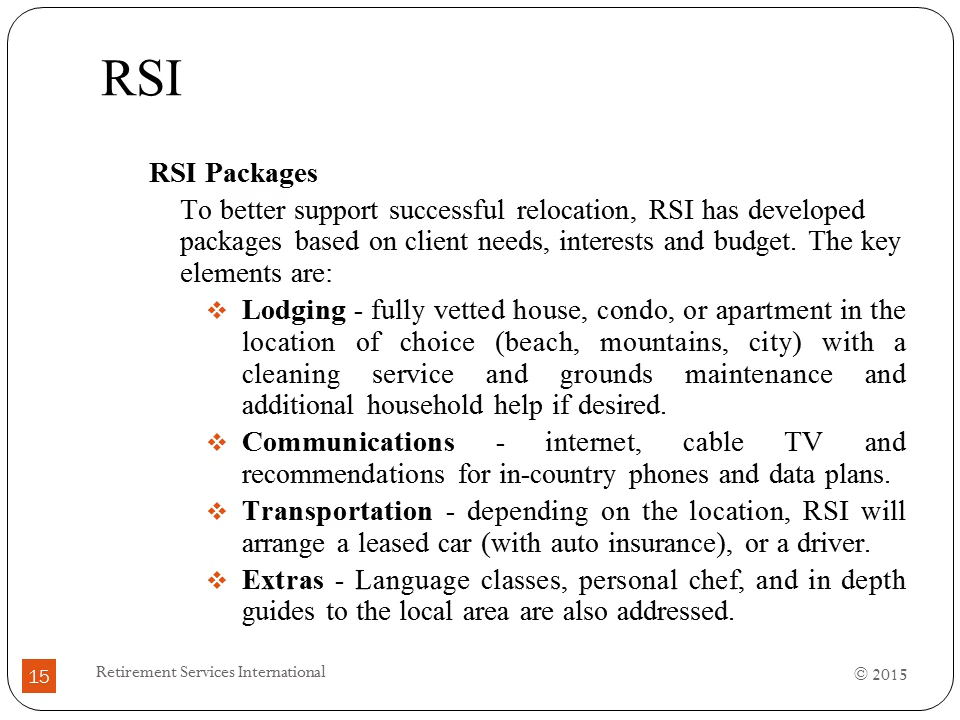 RSI
RSI Packages
To better support successful relocation, RSI has developed
packages based on client needs, interests and budget. The key
elements are:
❖ Lodging - fully vetted house, condo, or apartment in the
location of choice (beach, mountains, city) with a
cleaning service and grounds maintenance and
additional household help if desired.
❖ Communications - internet, cable TV and
recommendations for in-country phones and data plans.
❖ Transportation - depending on the location, RSI will
arrange a leased car (with auto insurance), or a driver.
❖ Extras - Language classes, personal chef, and in depth
guides to the local area are also addressed.
15 Retirement Services International © 2015